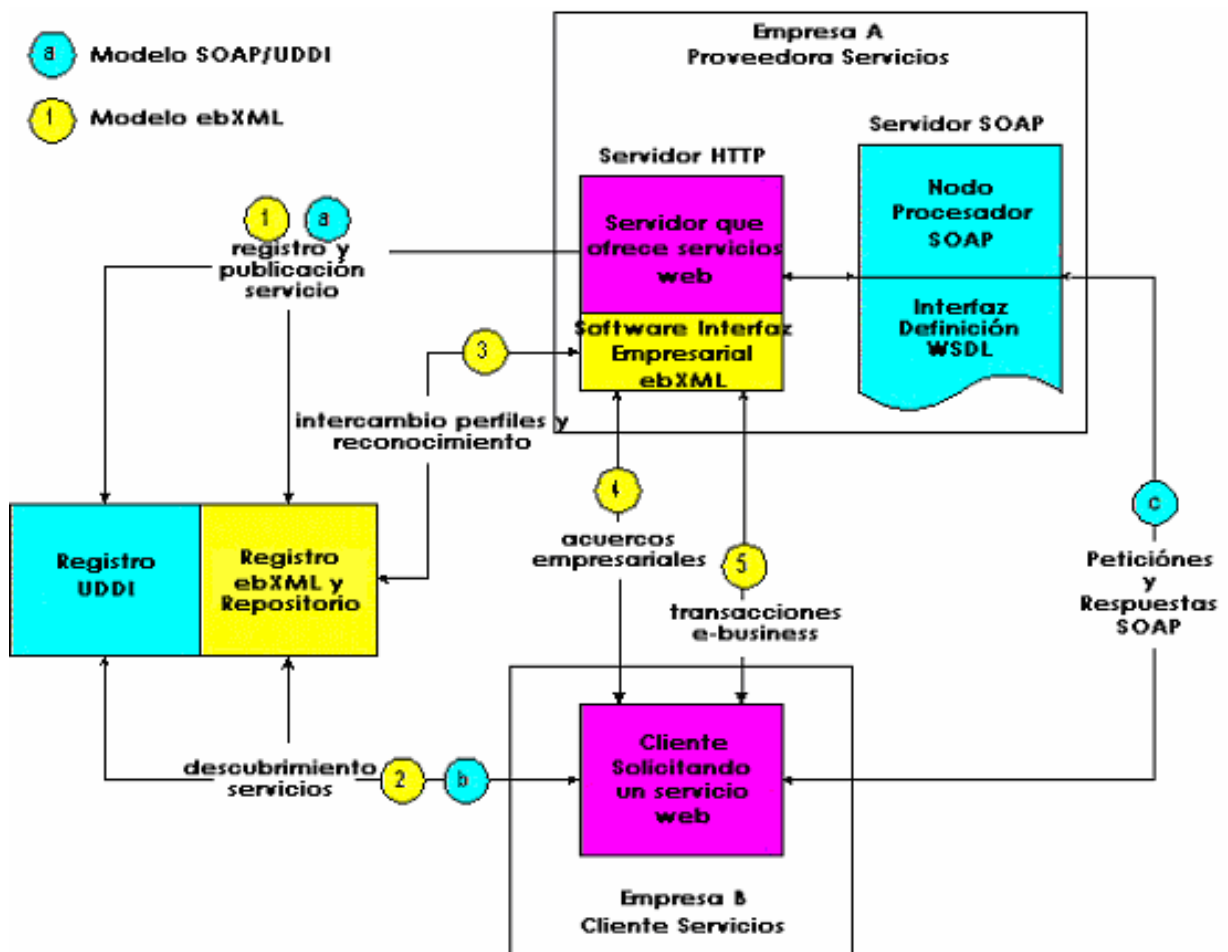 a Modelo SOAP/UDDI
1 Modelo ebXML
Empresa A
Proveedora Servicios
Servidor SOAP
Servidor HTTP
Nodo
Procesador
SOAP
Interfaz
Definición
WSDL
Servidor que
ofrece servicios
web
Software Interfaz
Empresarial
ebXML
1 a
registro y
publicación
servicio
3
intercambio perfiles y
reconocimiento
4
acuercos
empresariales
5
transacciones
e-business
c
Peticiónes
y
Respuestas
SOAP
Registro
UDDI
Registro
ebXML y
Repositorio
descubrimiento
servicios
2 b
Cliente
Solicitando
un servicio
web
Empresa B
Cliente Servicios